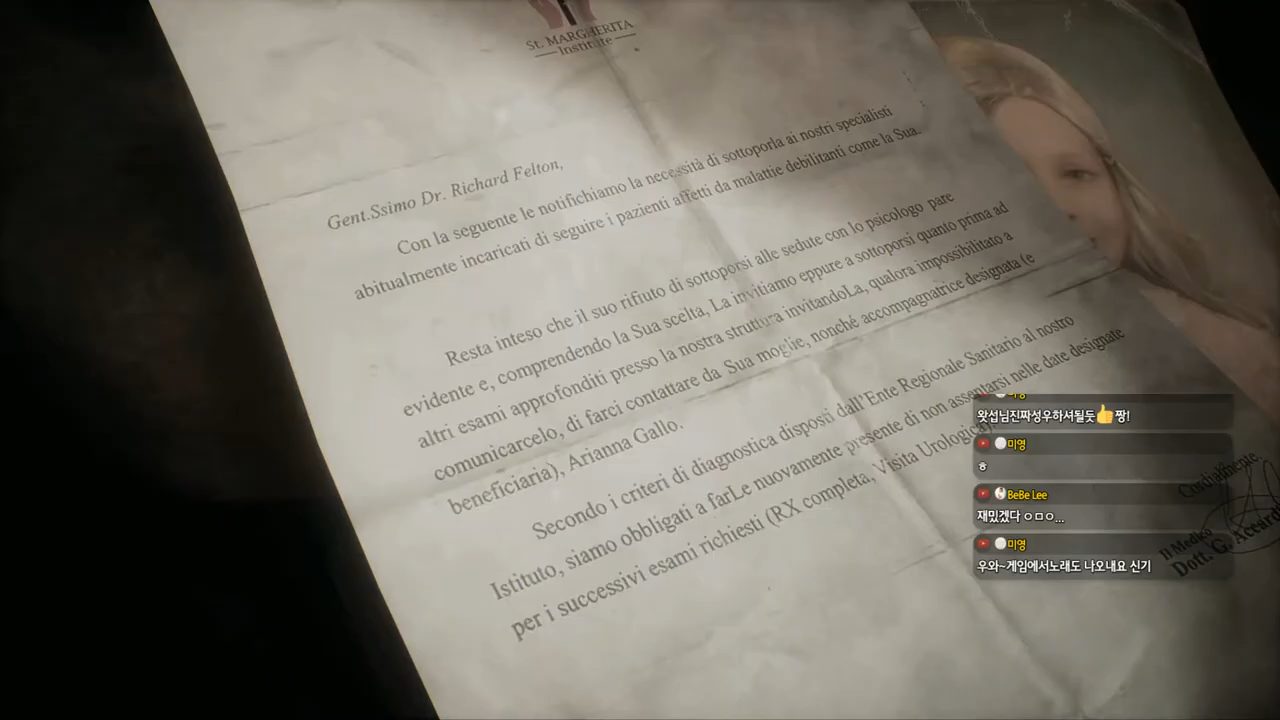 St. MARGHERITA
Institute
Gent.Ssimo Dr. Richard Felton,
Con la seguente le notifichiamo la necessità di sottoporla ai nostri specialisti
abitualmente incaricati di seguire i pazienti affetti da malattie debilitanti come la Sua.
Resta inteso che il suo rifiuto di sottoporsi alle sedute con lo psicologo pare
evidente e, comprendendo la Sua scelta, La invitiamo eppure a sottoporsi quanto prima ad
altri esami approfonditi presso la nostra struttura invitandoLa, qualora impossibilitato a
comunicarcelo, di farci contattare da Sua moglie, nonché accompagnatrice designata (e
beneficiaria), Arianna Gallo.
Secondo i criteri di diagnostica disposti dall'Ente Regionale Sanitario al nostro
Istituto, siamo obbligati a farLe nuovamente presente di non assentarsi nelle date designate
per i successivi esami richiesti (RX completa, Visita Urologica).
Cordialmente,
Il Medico
Dott. G. Accard
미영
왓섭님진짜성우하셔될듯👍짱!
미영
ㅎ
BeBe Lee
재밌겠다 ㅇㅁㅇ...
미영
우와~게임에서노래도 나오내요 신기